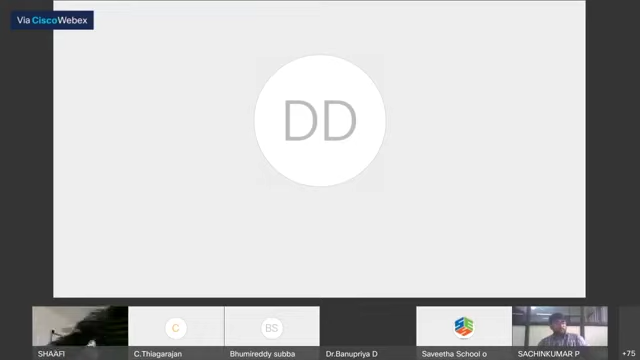 Via CiscoWebex
DD
C
BS
SHAAFI
C.Thiagarajan
Bhumireddy subba
Dr.Banupriya D
Saveetha School o
SACHINKUMAR P
+75